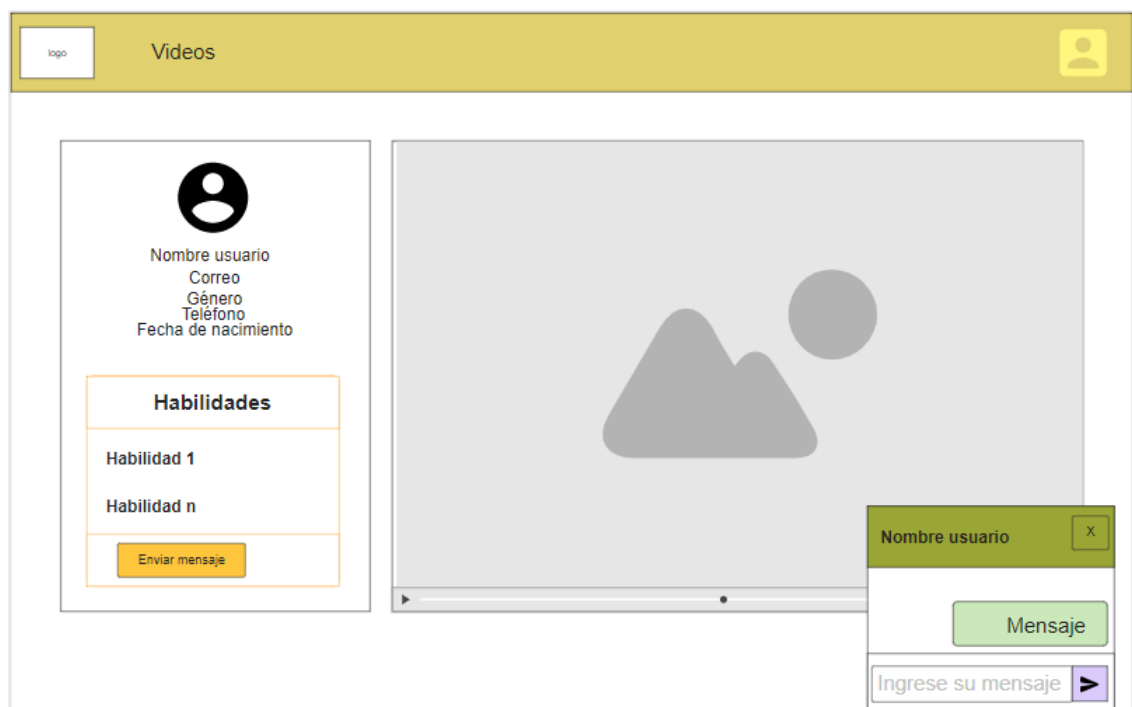 logo
Videos
Nombre usuario
Correo
Género
Teléfono
Fecha de nacimiento
Habilidades
Habilidad 1
Habilidad n
Enviar mensaje
Nombre usuario
X
Mensaje
Ingrese su mensaje